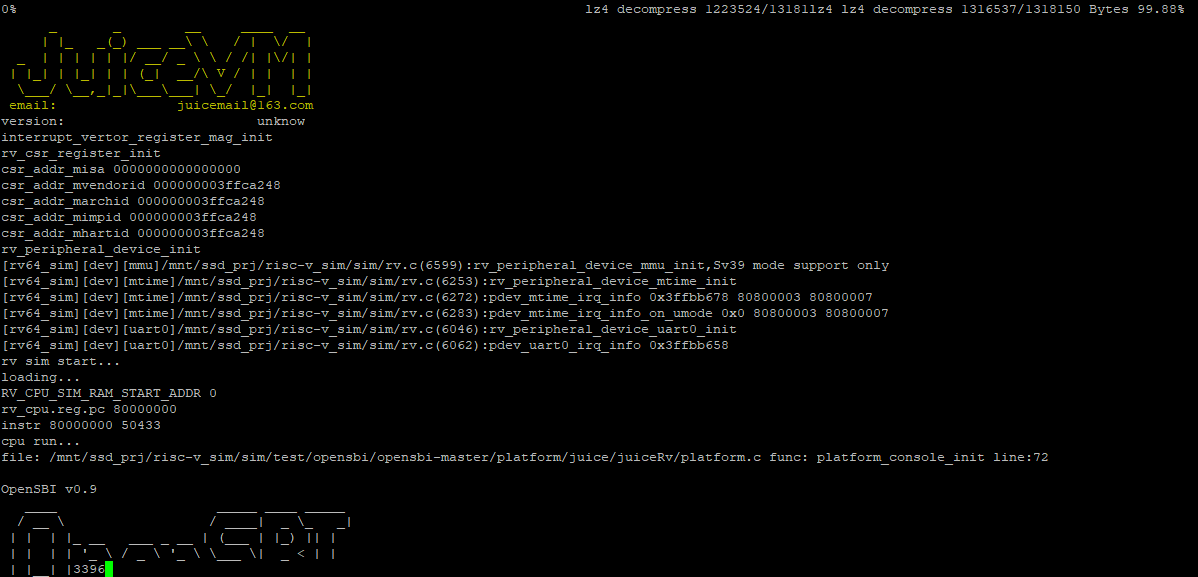 0% lz4 decompress 1223524/13181lz4 lz4 decompress 1316537/1318150 Bytes 99.88%
JuiceVM
email: juicemail@163.com
version: unknow
interrupt_vertor_register_mag_init
rv_csr_register_init
csr_addr_misa 0000000000000000
csr_addr_mvendorid 000000003ffca248
csr_addr_marchid 000000003ffca248
csr_addr_mimpid 000000003ffca248
csr_addr_mhartid 000000003ffca248
rv_peripheral_device_init
[rv64_sim][dev][mmu]/mnt/ssd_prj/risc-v_sim/sim/rv.c(6599):rv_peripheral_device_mmu_init,Sv39 mode support only
[rv64_sim][dev][mtime]/mnt/ssd_prj/risc-v_sim/sim/rv.c(6253):rv_peripheral_device_mtime_init
[rv64_sim][dev][mtime]/mnt/ssd_prj/risc-v_sim/sim/rv.c(6272):pdev_mtime_irq_info 0x3ffbb678 80800003 80800007
[rv64_sim][dev][mtime]/mnt/ssd_prj/risc-v_sim/sim/rv.c(6283):pdev_mtime_irq_info_on_umode 0x0 80800003 80800007
[rv64_sim][dev][uart0]/mnt/ssd_prj/risc-v_sim/sim/rv.c(6046):rv_peripheral_device_uart0_init
[rv64_sim][dev][uart0]/mnt/ssd_prj/risc-v_sim/sim/rv.c(6062):pdev_uart0_irq_info 0x3ffbb658
rv sim start...
loading...
RV_CPU_SIM_RAM_START_ADDR 0
rv_cpu.reg.pc 80000000
instr 80000000 50433
cpu run...
file: /mnt/ssd_prj/risc-v_sim/sim/test/opensbi/opensbi-master/platform/juice/juiceRv/platform.c func: platform_console_init line:72
OpenSBI v0.9
OpenSBI
3396